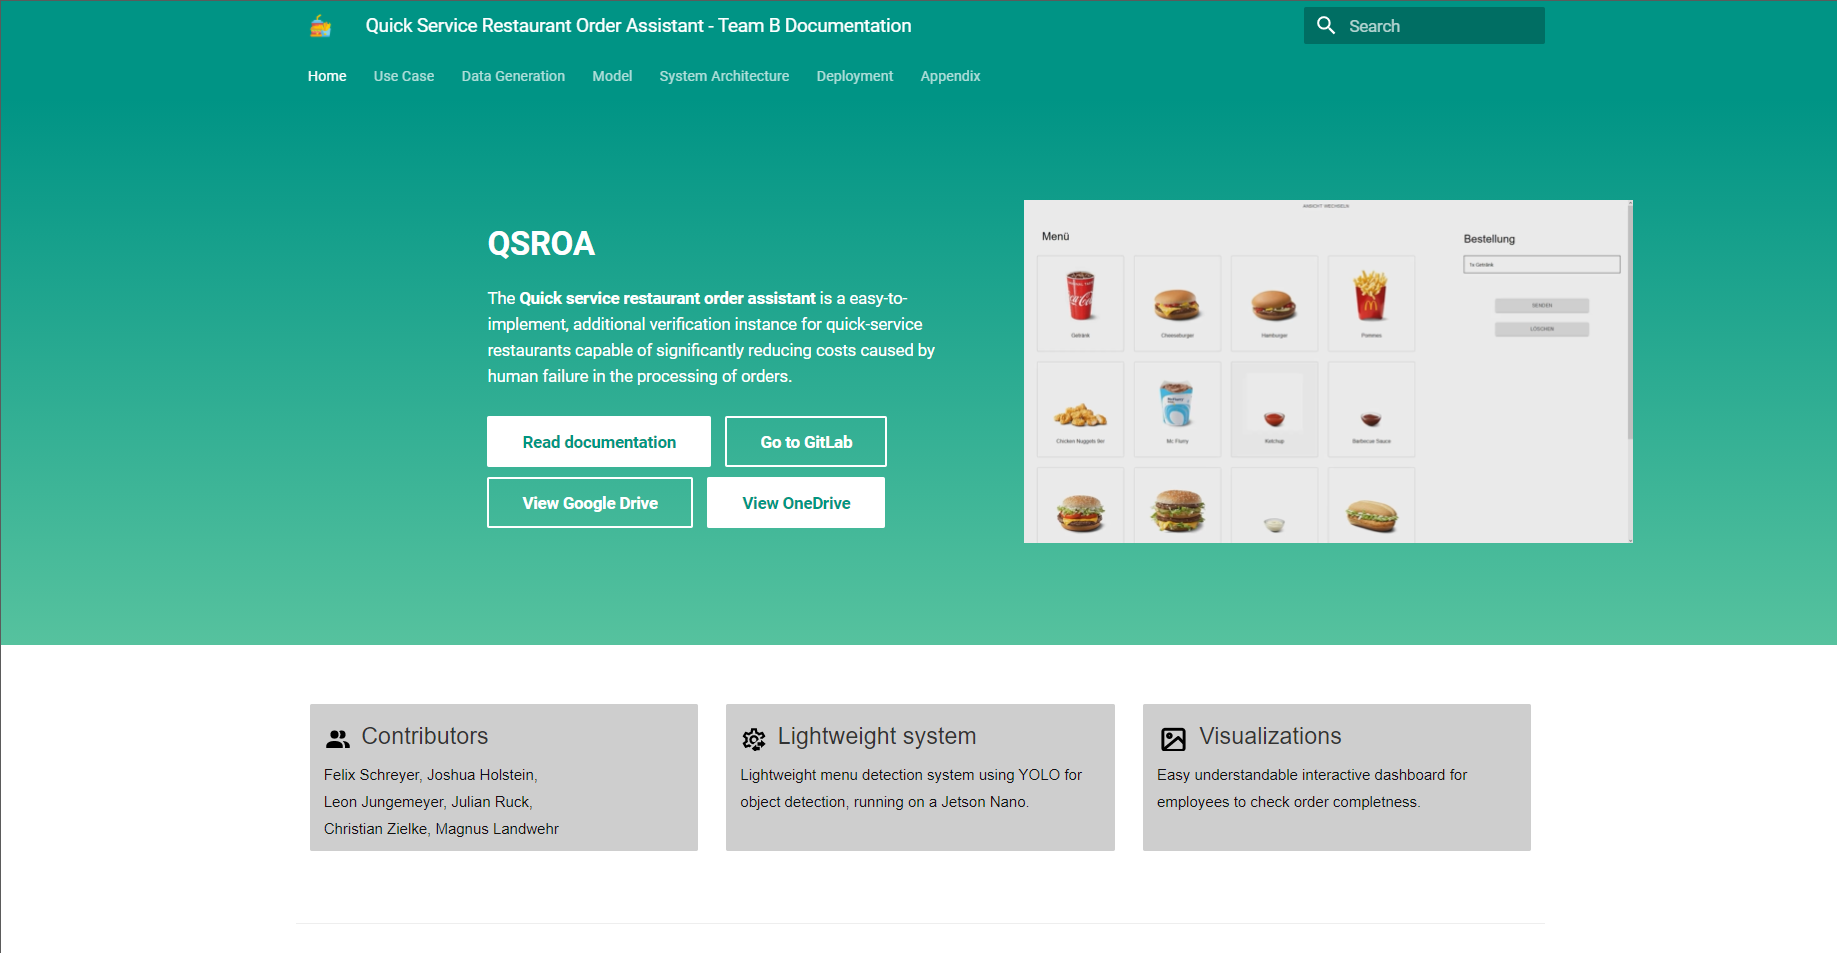 Quick Service Restaurant Order Assistant - Team B Documentation
Search
Home
Use Case
Data Generation
Model
System Architecture
Deployment
Appendix
QSROA
The Quick service restaurant order assistant is a easy-to-
implement, additional verification instance for quick-service
restaurants capable of significantly reducing costs caused by
human failure in the processing of orders.
Read documentation
Go to GitLab
View Google Drive
View OneDrive
ANSICHT WECHSELN
Menü
Bestellung
1x Getränk
SENDEN
LÖSCHEN
Getränk
Cheeseburger
Hamburger
Pommes
Chicken Nuggets 6er
Mc Flurry
Ketchup
Barbecue Sauce
Contributors
Felix Schreyer, Joshua Holstein,
Leon Jungemeyer, Julian Ruck,
Christian Zielke, Magnus Landwehr
Lightweight system
Lightweight menu detection system using YOLO for
object detection, running on a Jetson Nano.
Visualizations
Easy understandable interactive dashboard for
employees to check order completness.